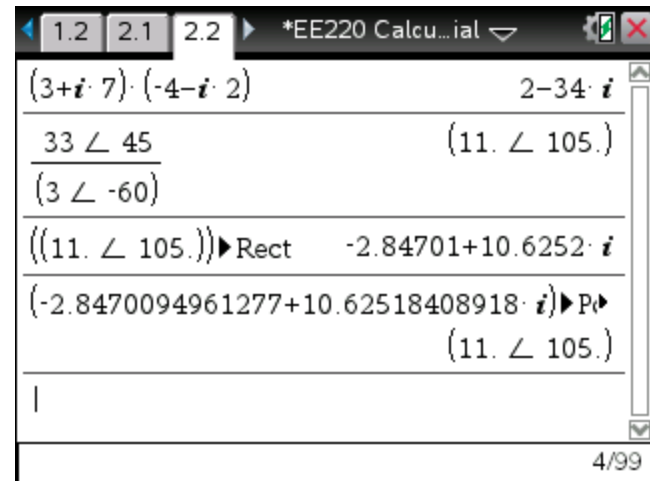 1.2 2.1 2.2 *EE220 Calcu…ial
(3+i·7)·(-4-i·2) 2-34·i
33 ∠ 45
(3 ∠ -60)
(11. ∠ 105.)
((11. ∠ 105.))▶Rect -2.84701+10.6252·i
(-2.8470094961277+10.62518408918·i)▶P
(11. ∠ 105.)
4/99